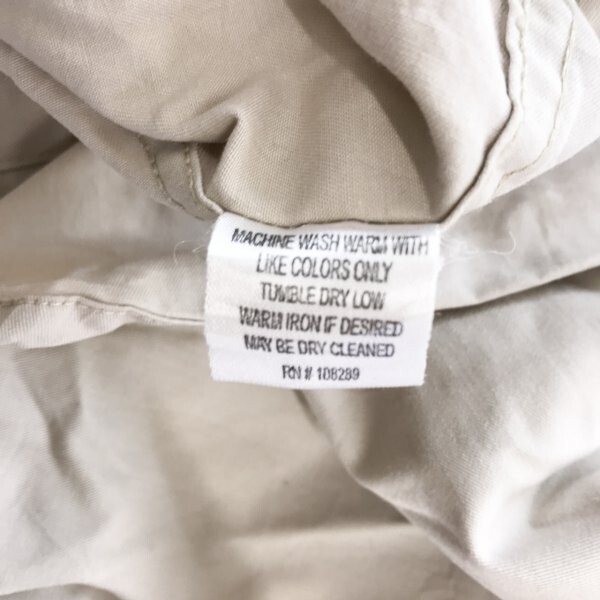 MACHINE WASH WARM WITH
LIKE COLORS ONLY
TUMBLE DRY LOW
WARM IRON IF DESIRED
MAY BE DRY CLEANED
RN # 108289